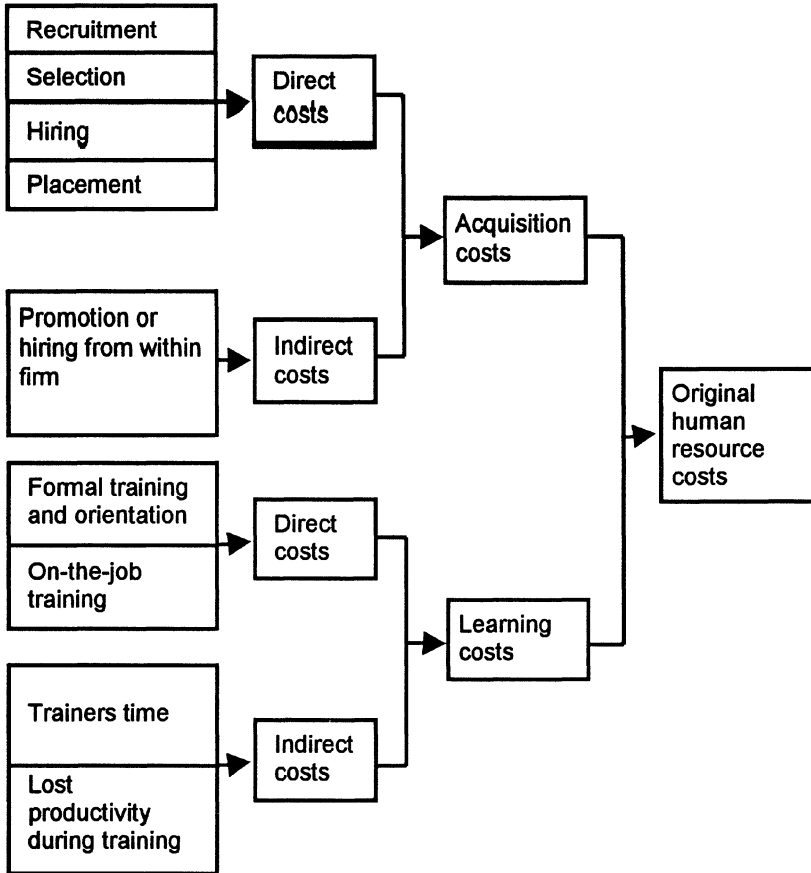 Recruitment
Selection
Hiring
Placement
Direct
costs
Acquisition
costs
Promotion or
hiring from within
firm
Indirect
costs
Original
human
resource
costs
Formal training
and orientation
On-the-job
training
Direct
costs
Learning
costs
Trainers time
Lost
productivity
during training
Indirect
costs